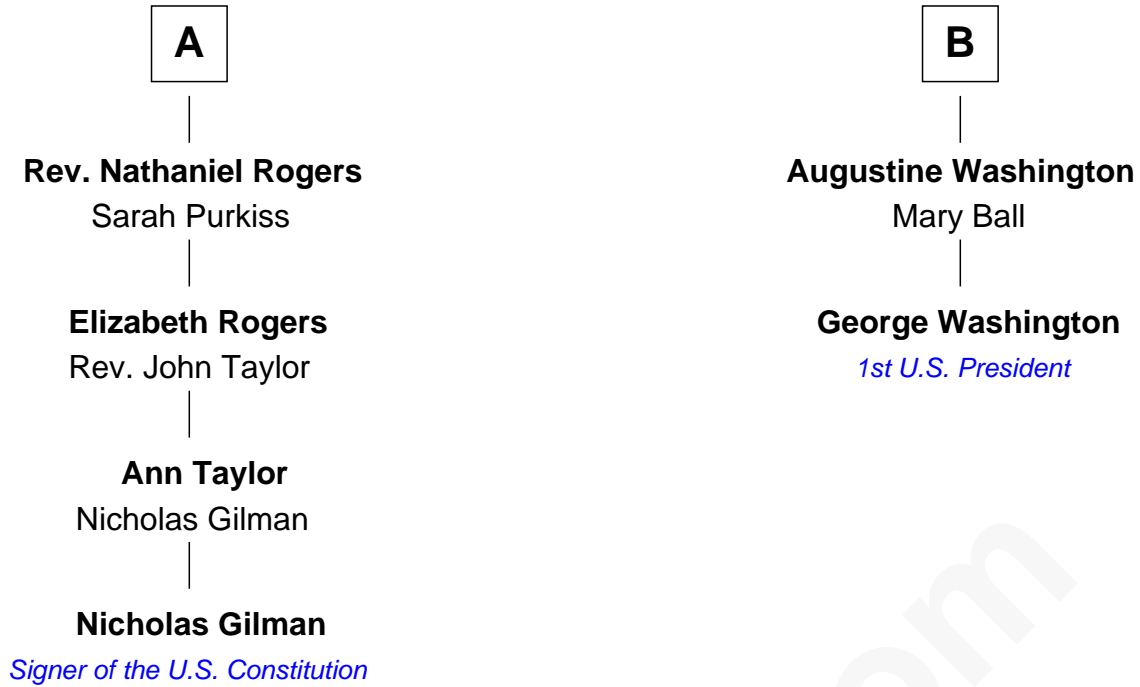 A
Rev. Nathaniel Rogers
Sarah Purkiss
Elizabeth Rogers
Rev. John Taylor
Ann Taylor
Nicholas Gilman
Nicholas Gilman
Signer of the U.S. Constitution
B
Augustine Washington
Mary Ball
George Washington
1st U.S. President
om